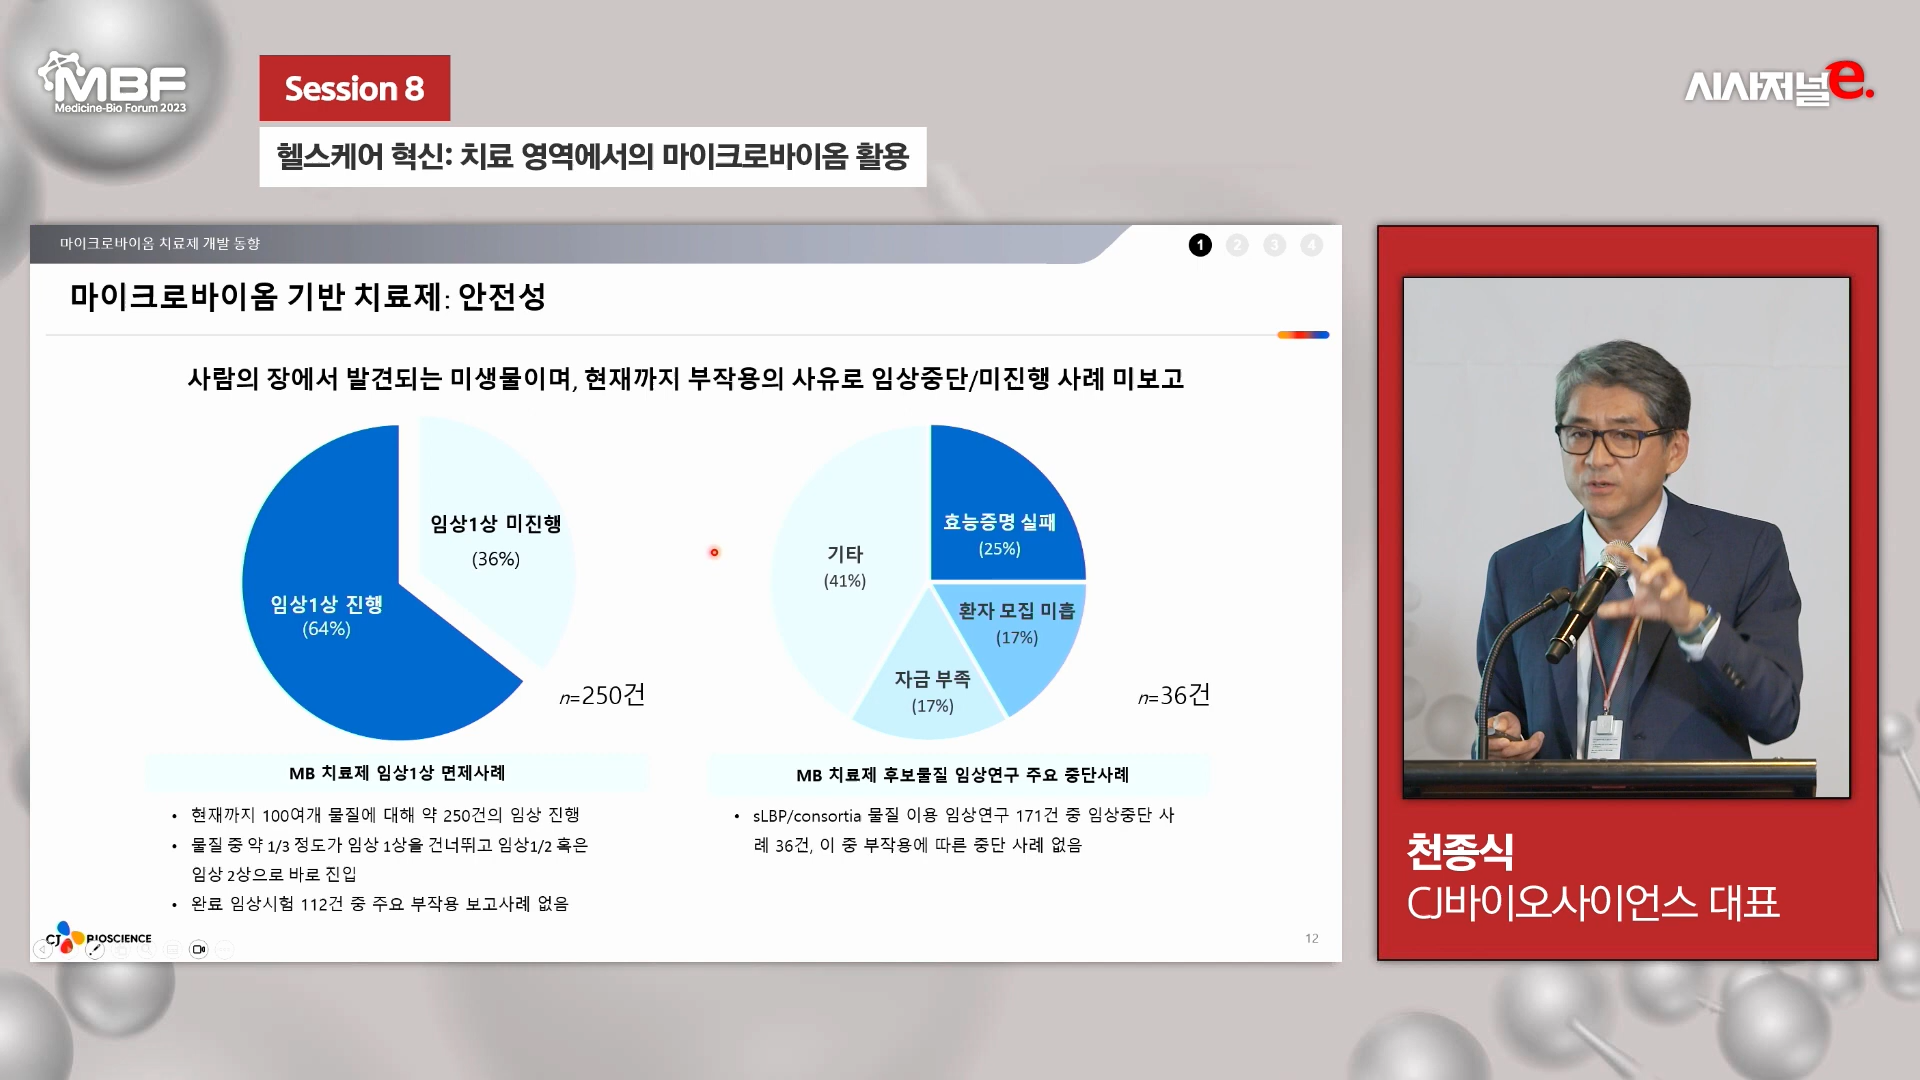 MBF
Medicine-Bio Forum 2023
Session 8
헬스케어 혁신: 치료 영역에서의 마이크로바이옴 활용
시사저널e.
마이크로바이옴 치료제 개발 동향
1 2 3 4
마이크로바이옴 기반 치료제: 안전성
사람의 장에서 발견되는 미생물이며, 현재까지 부작용의 사유로 임상중단/미진행 사례 미보고
임상1상 미진행
(36%)
임상1상 진행
(64%)
n=250건
MB 치료제 임상1상 면제사례
• 현재까지 100여개 물질에 대해 약 250건의 임상 진행
• 물질 중 약 1/3 정도가 임상 1상을 건너뛰고 임상1/2 혹은
임상 2상으로 바로 진입
• 완료 임상시험 112건 중 주요 부작용 보고사례 없음
효능증명 실패
(25%)
기타
(41%)
환자 모집 미흡
(17%)
자금 부족
(17%)
n=36건
MB 치료제 후보물질 임상연구 주요 중단사례
• sLBP/consortia 물질 이용 임상연구 171건 중 임상중단 사
례 36건, 이 중 부작용에 따른 중단 사례 없음
CJ BIOSCIENCE
12
천종식
CJ바이오사이언스 대표